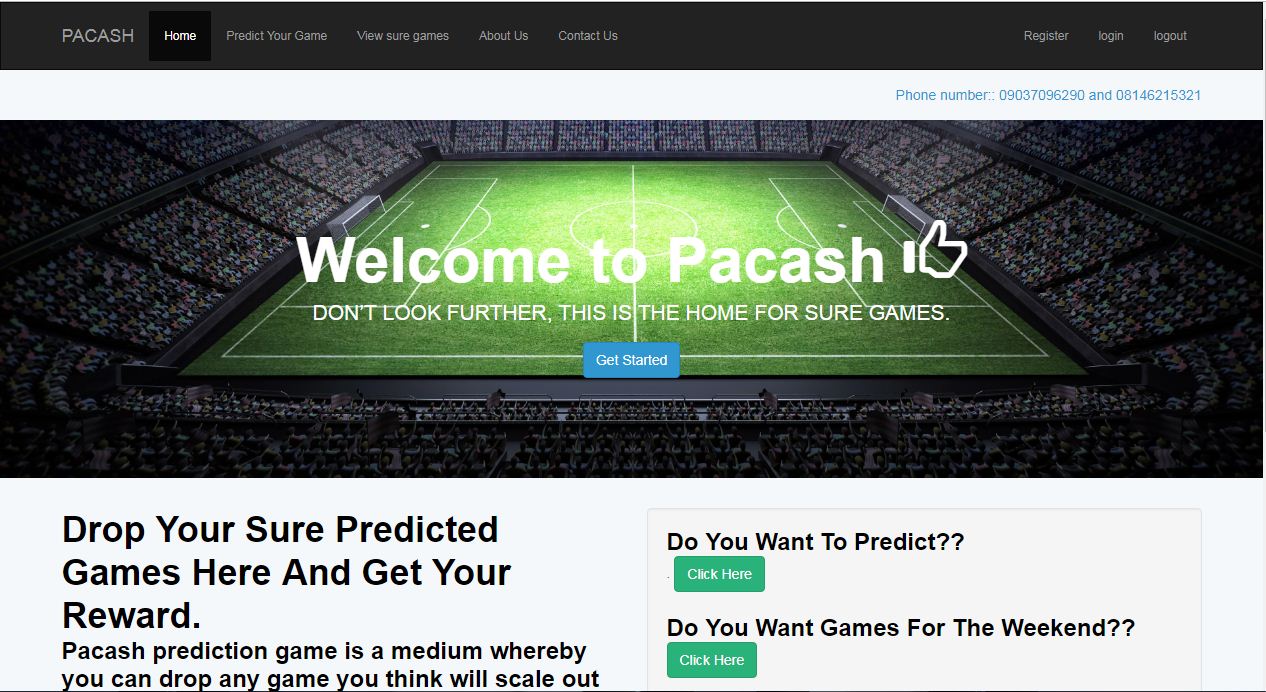 PACASH Home Predict Your Game View sure games About Us Contact Us Register login logout
Phone number:: 09037096290 and 08146215321
Welcome to Pacash
DON'T LOOK FURTHER, THIS IS THE HOME FOR SURE GAMES.
Get Started
Drop Your Sure Predicted
Games Here And Get Your
Reward.
Pacash prediction game is a medium whereby
you can drop any game you think will scale out
Do You Want To Predict??
. Click Here
Do You Want Games For The Weekend??
Click Here